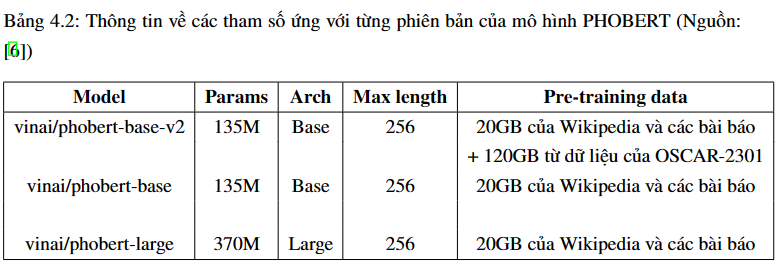 Bảng 4.2: Thông tin về các tham số ứng với từng phiên bản của mô hình PHOBERT (Nguồn:
[6])
Model Params Arch Max length Pre-training data
vinai/phobert-base-v2 135M Base 256 20GB của Wikipedia và các bài báo
+ 120GB từ dữ liệu của OSCAR-2301
vinai/phobert-base 135M Base 256 20GB của Wikipedia và các bài báo
vinai/phobert-large 370M Large 256 20GB của Wikipedia và các bài báo